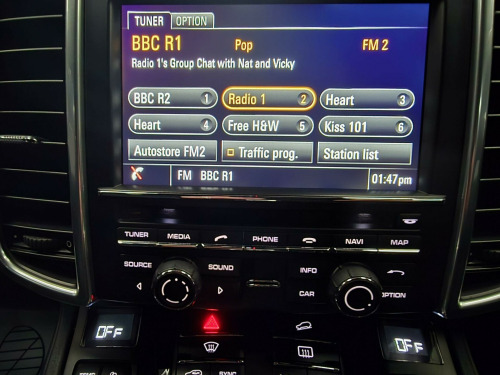 TUNER OPTION
BBC R1 Pop FM 2
Radio 1's Group Chat with Nat and Vicky
BBC R2 1 Radio 1 2 Heart 3
Heart 4 Free H&W 5 Kiss 101 6
Autostore FM2 Traffic prog. Station list
FM BBC R1 01:47pm
TUNER MEDIA PHONE NAVI MAP
SOURCE SOUND INFO
CAR OPTION
OFF OFF
SYNC